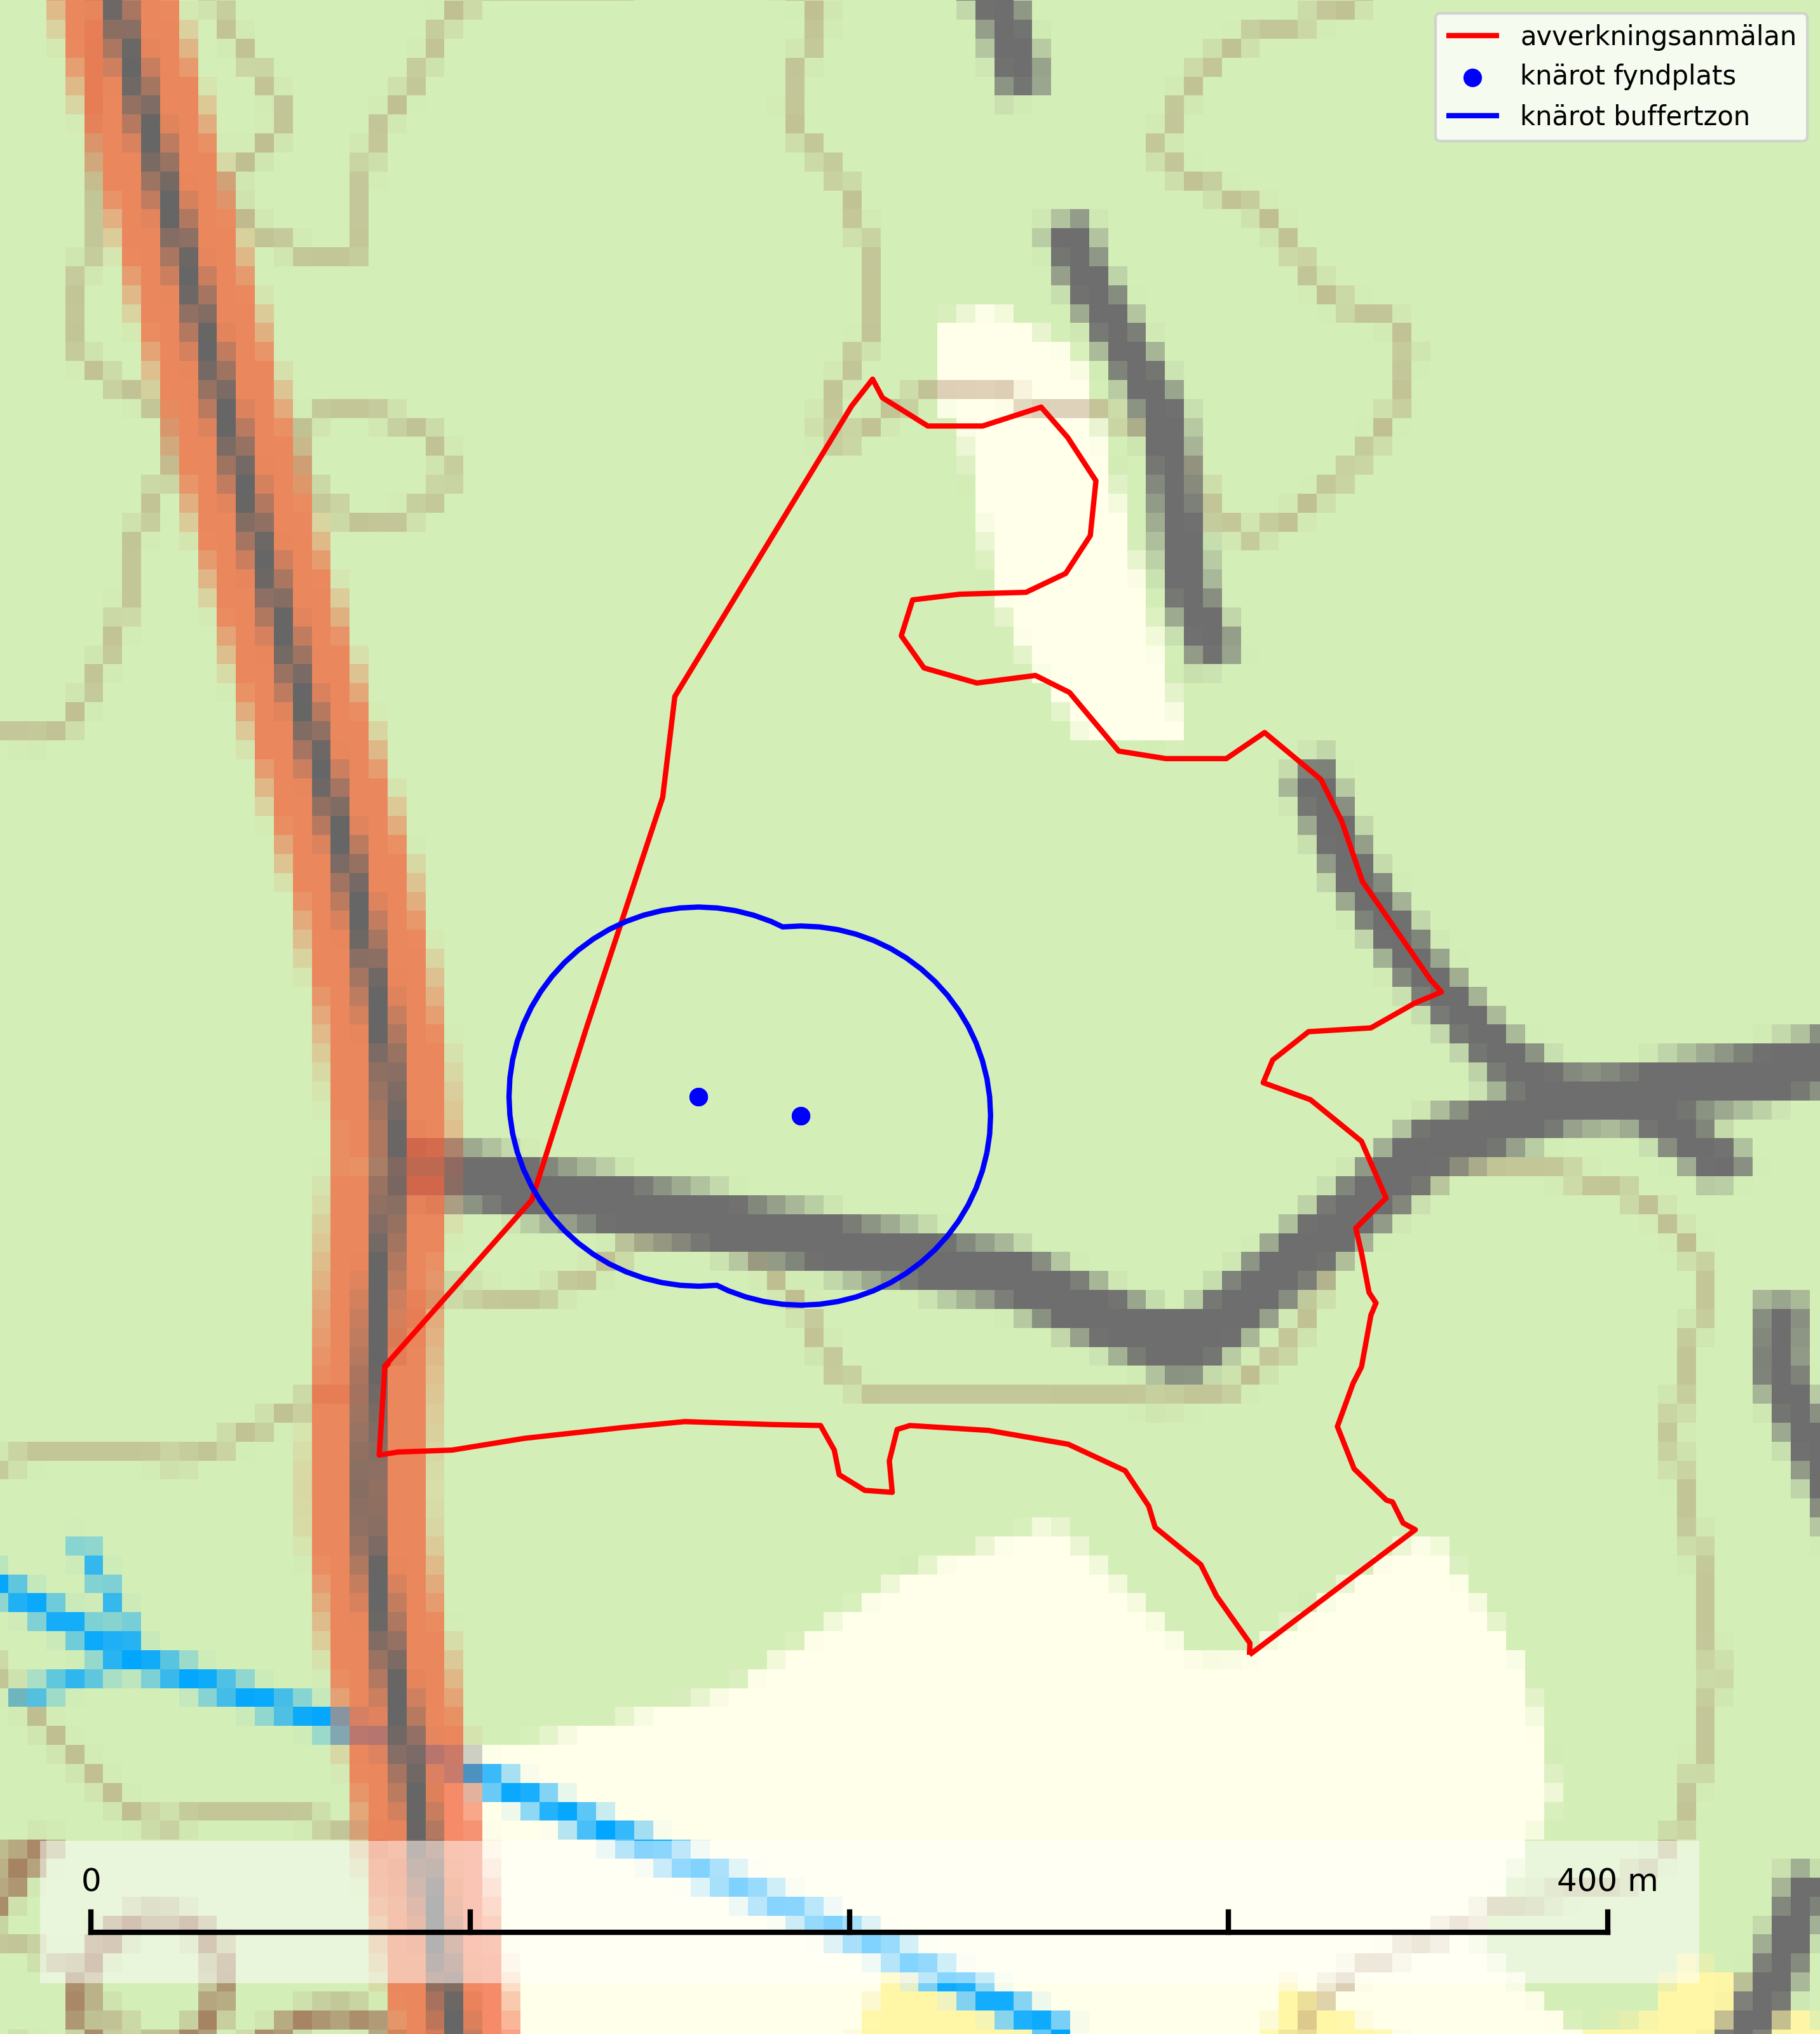 avverkningsanmälan
knärot fyndplats
knärot buffertzon
0
400 m